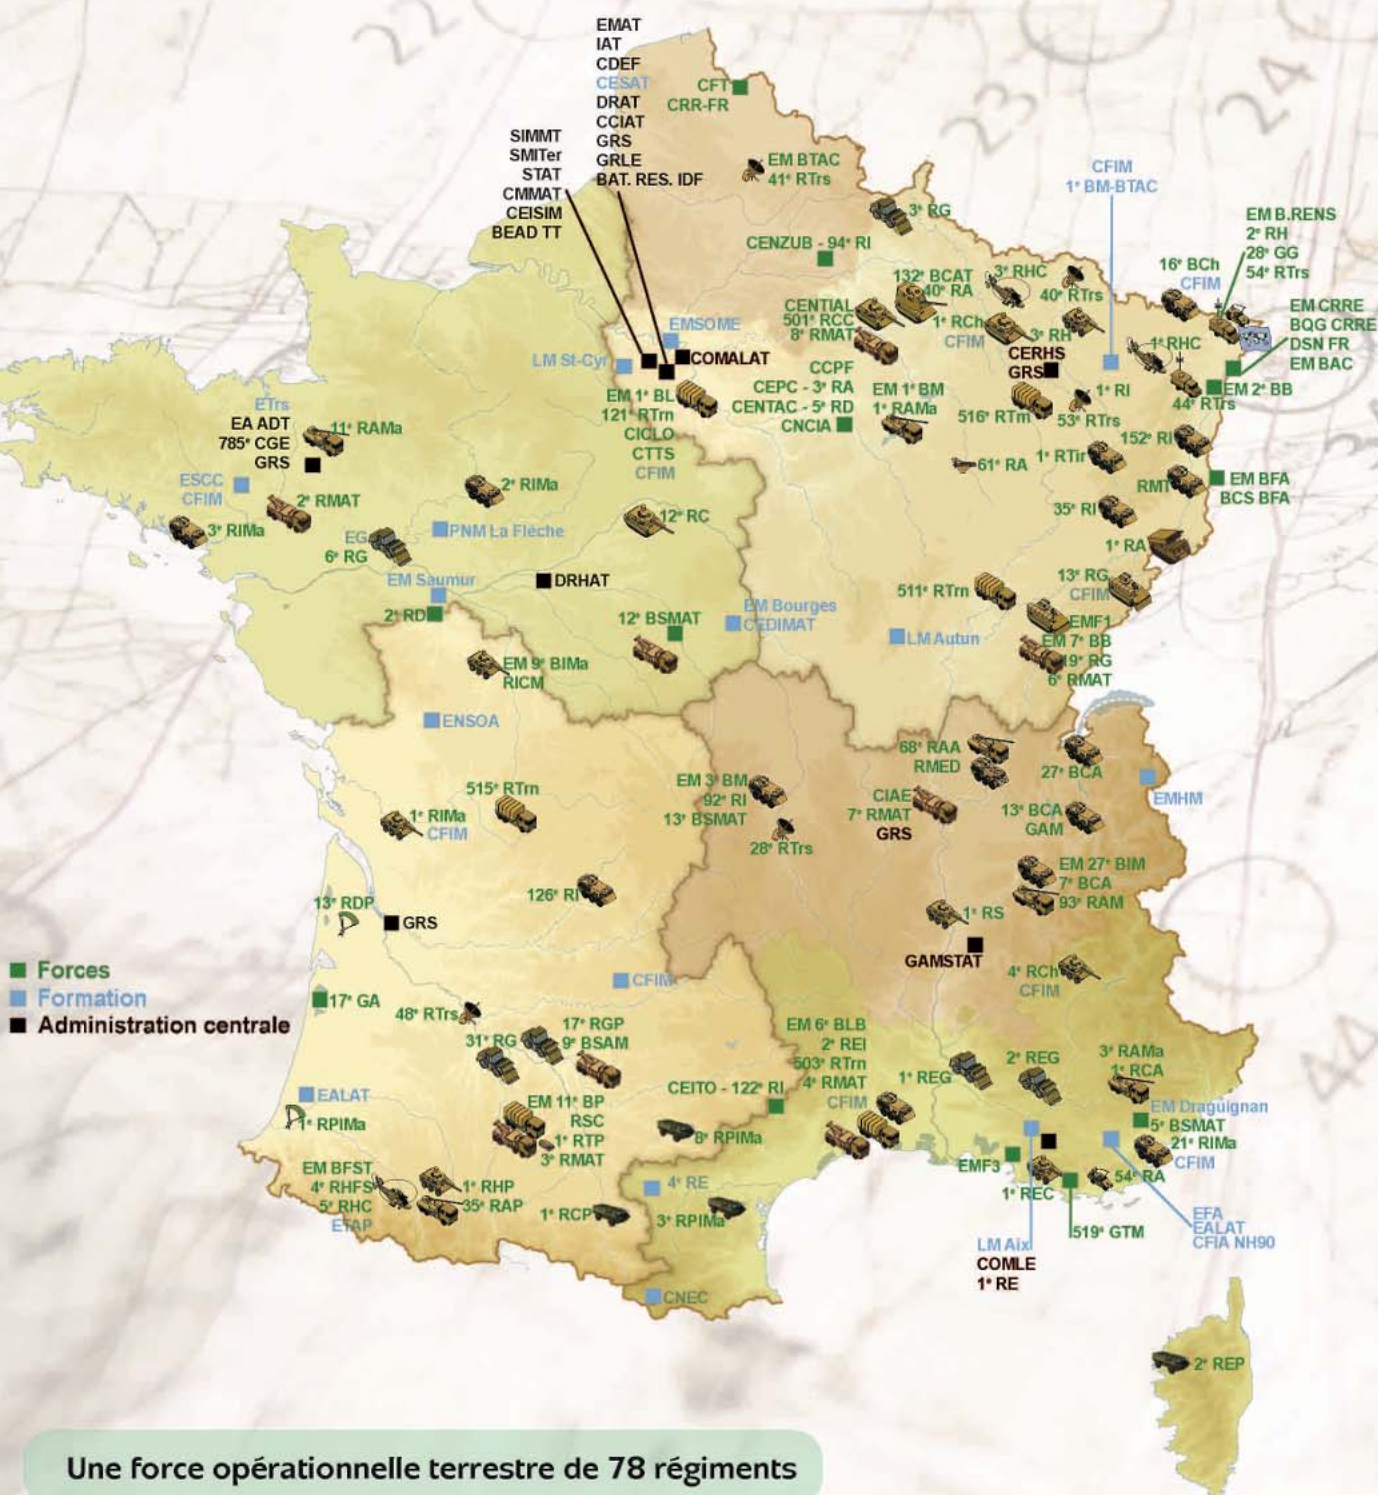 EMAT
IAT
CDEF
CESAT
DRAT
CCIAT
GRS
GRLE
BAT. RES. IDF
SIMMT
SMITer
STAT
CMMAT
CEISIM
BEAD TT
CFT
CRR-FR
EM BTAC
41e RTrs
3e RG
CENZUB - 94e RI
CFIM
1e BM-BTAC
EM B.RENS
2e RH
28e GG
54e RTrs
16e BCh
CFIM
EM CRRE
BQG CRRE
DSN FR
EM BAC
132e BCAT
40e RA
3e RHC
40e RTrs
CENTIAL
501e RCC
8e RMAT
1e RCh
CFIM
3e RH
1e RHC
CERHS
GRS
EMSOME
LM St-Cyr
COMALAT
CCPF
CEPC - 3e RA
CENTAC - 5e RD
CNCIA
EM 1e BM
1e RAMa
1e RI
EM 2e BB
44e RTrs
EM 1e BL
121e RTrn
CICLO
CTTS
CFIM
516e RTrn
53e RTrs
152e RI
ETrs
EA ADT
785e CGE
GRS
11e RAMa
61e RA
1e RTir
RMT
EM BFA
BCS BFA
ESCC
CFIM
2e RMAT
2e RIMa
35e RI
3e RIMa
PNM La Flèche
12e RC
EG
6e RG
1e RA
EM Saumur
DRHAT
511e RTrn
13e RG
CFIM
2e RD
12e BSMAT
EM Bourges
CEDIMAT
LM Autun
EMF1
EM 7e BB
19e RG
6e RMAT
EM 9e BIMa
RICM
ENSOA
68e RAA
RMED
27e BCA
EMHM
EM 3e BM
92e RI
13e BSMAT
515e RTrn
1e RIMa
CFIM
CIAE
7e RMAT
GRS
13e BCA
GAM
28e RTrs
EM 27e BIM
7e BCA
93e RAM
126e RI
13e RDP
GRS
1e RS
GAMSTAT
4e RCh
CFIM
CFIM
Forces
Formation
Administration centrale
17e GA
48e RTrs
17e RGP
9e BSAM
31e RG
EM 6e BLB
2e REI
503e RTrn
4e RMAT
CFIM
1e REG
2e REG
3e RAMa
1e RCA
CEITO - 122e RI
EALAT
1e RPIMa
EM 11e BP
RSC
1e RTP
3e RMAT
8e RPIMa
EM Draguignan
5e BSMAT
21e RIMa
CFIM
EMF3
1e REC
54e RA
EM BFST
4e RHFS
5e RHC
ETAP
1e RHP
35e RAP
1e RCP
4e RE
3e RPIMa
519e GTM
EFA
EALAT
CFIA NH90
LM Aix
COMLE
1e RE
CNEC
2e REP
Une force opérationnelle terrestre de 78 régiments